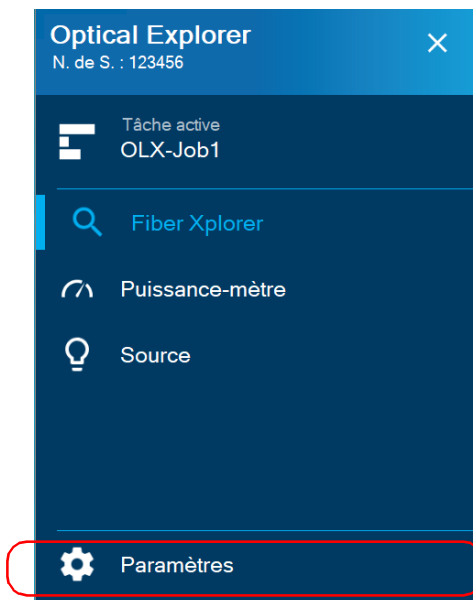 Optical Explorer
N. de S. : 123456
Tâche active
OLX-Job1
Fiber Xplorer
Puissance-mètre
Source
Paramètres